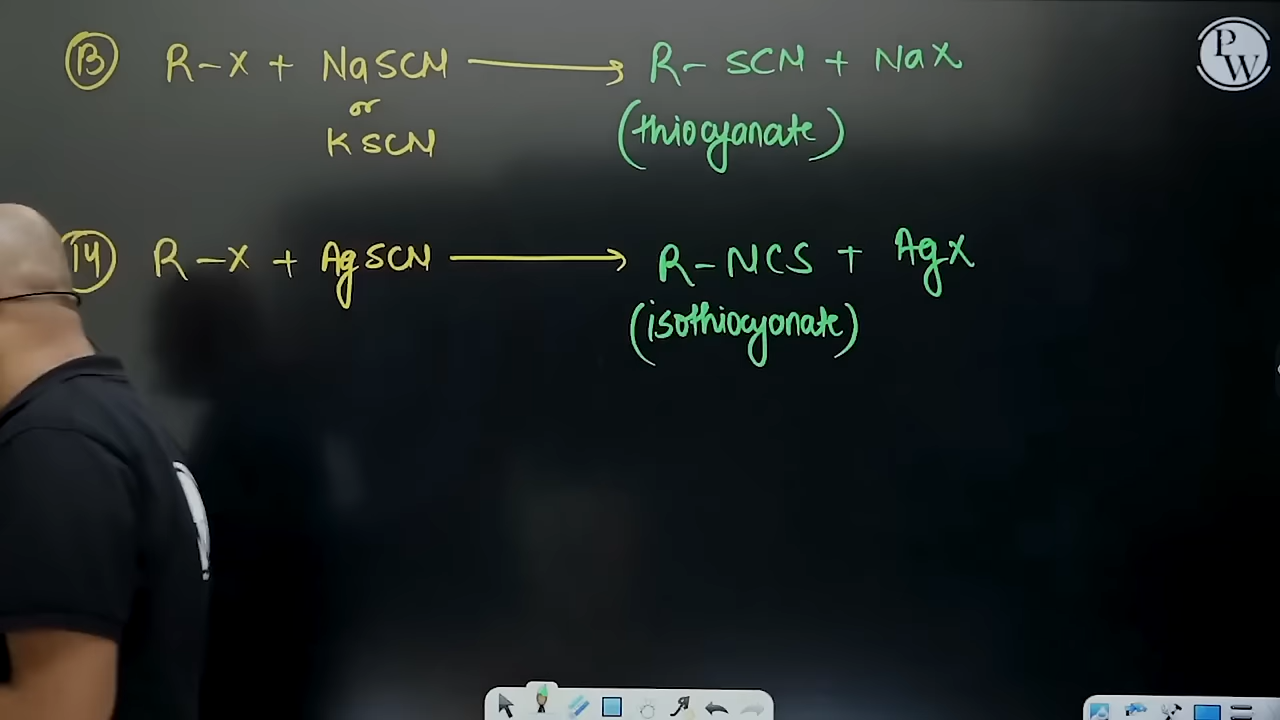 13 R-X + NaSCN ⟶ R-SCN + NaX
or
KSCN
(thiocyanate)
14 R-X + AgSCN ⟶ R-NCS + AgX
(isothiocyanate)
PW